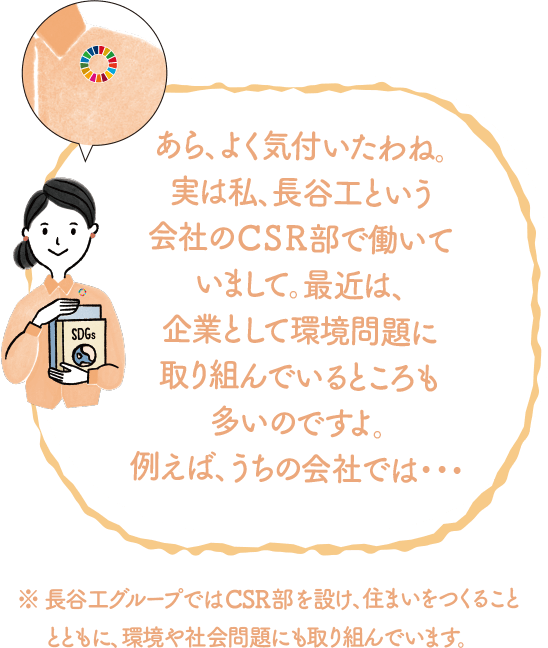 あら、よく気付いたわね。
実は私、長谷工という
会社のCSR部で働いて
いまして。最近は、
企業として環境問題に
取り組んでいるところも
多いのですよ。
例えば、うちの会社では・・・
SDGs
※ 長谷工グループではCSR部を設け、住まいをつくること
とともに、環境や社会問題にも取り組んでいます。